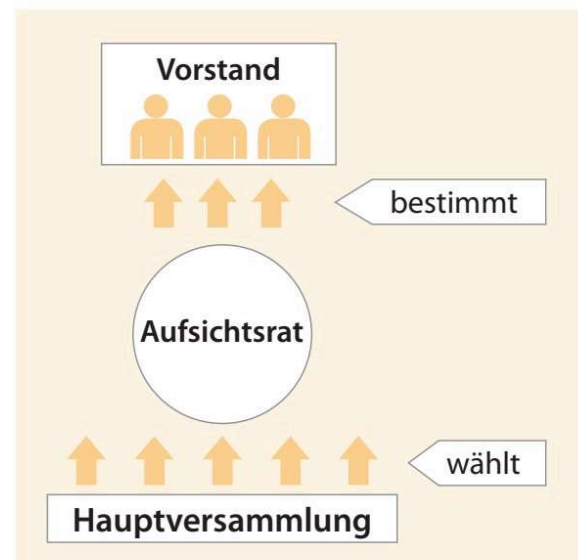 Vorstand
bestimmt
Aufsichtsrat
wählt
Hauptversammlung